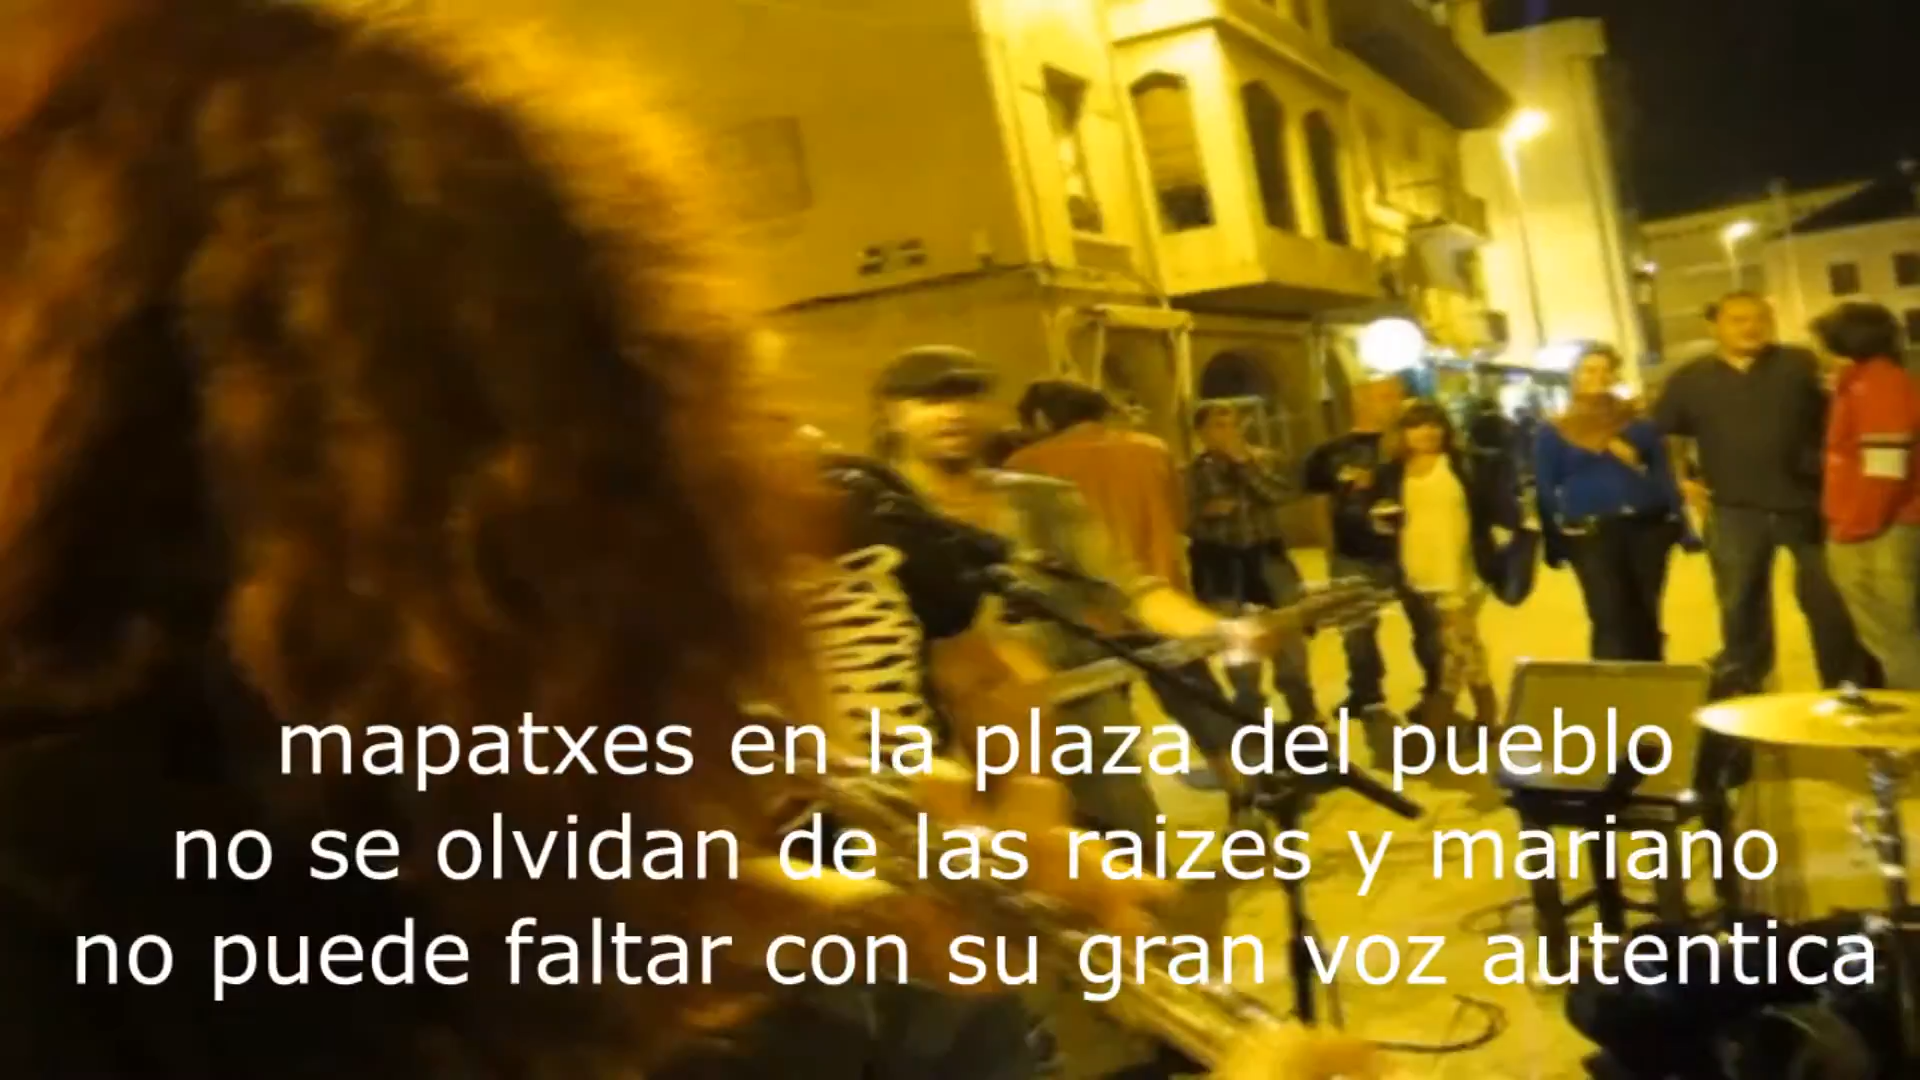 mapatxes en la plaza del pueblo
no se olvidan de las raizes y mariano
no puede faltar con su gran voz autentica